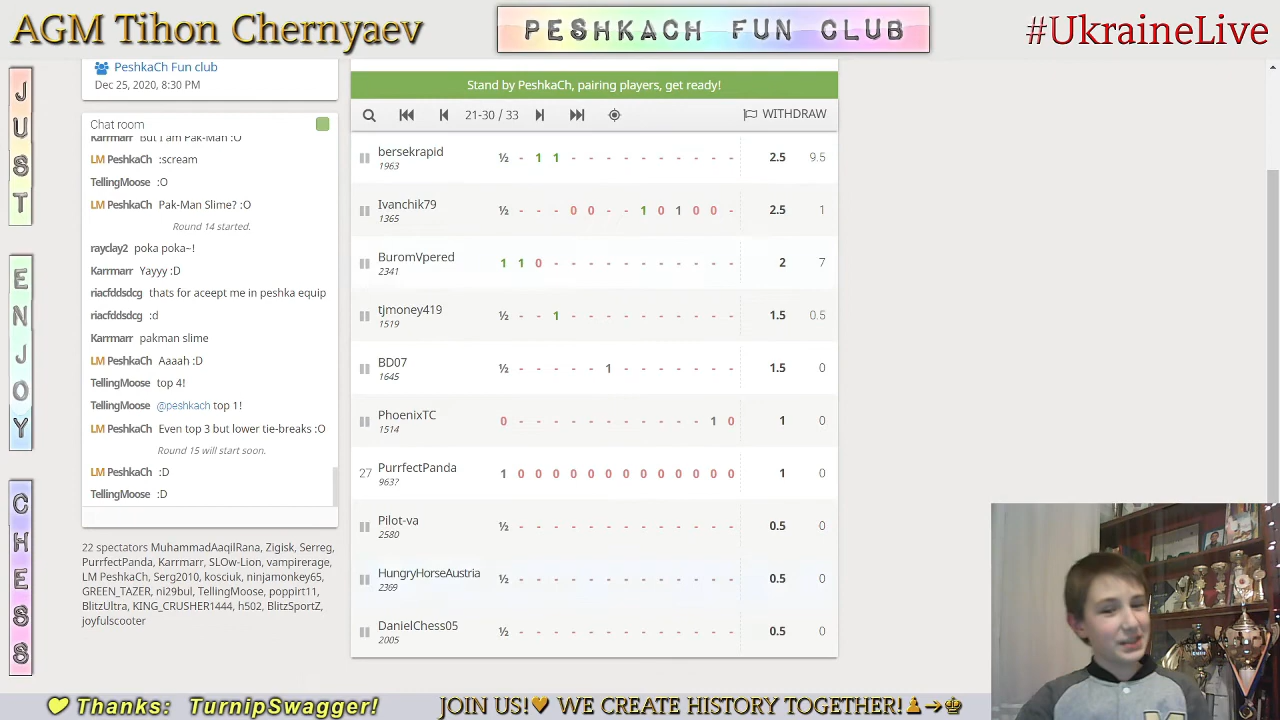 AGM Tihon Chernyaev
PESHKACH FUN CLUB
#UkraineLive
JUST
ENJOY
CHESS
PeshkaCh Fun club
Dec 25, 2020, 8:30 PM
Chat room
Karrmarr But I am Pak-Man :O
LM PeshkaCh :scream
TellingMoose :O
LM PeshkaCh Pak-Man Slime? :O
Round 14 started.
rayclay2 poka poka~!
Karrmarr Yayyy :D
riacfddsdcg thats for aceept me in peshka equip
riacfddsdcg :d
Karrmarr pakman slime
LM PeshkaCh Aaaah :D
TellingMoose top 4!
TellingMoose @peshkach top 1!
LM PeshkaCh Even top 3 but lower tie-breaks :O
Round 15 will start soon.
LM PeshkaCh :D
TellingMoose :D
22 spectators MuhammadAaqilRana, Zigisk, Serreg,
PurrfectPanda, Karrmarr, SLOw-Lion, vampirerage,
LM PeshkaCh, Serg2010, kosciuk, ninjamonkey65,
GREEN_TAZER, ni29bul, TellingMoose, poppirt11,
BlitzUltra, KING_CRUSHER1444, h502, BlitzSportZ,
joyfulscooter
Stand by PeshkaCh, pairing players, get ready!
21-30 / 33 WITHDRAW
bersekrapid ½ - 1 1 - - - - - - - - - - 2.5 9.5
1963
Ivanchik79 ½ - - - 0 0 - - 1 0 1 0 0 - 2.5 1
1365
BuromVpered 1 1 0 - - - - - - - - - - - 2 7
2341
tjmoney419 ½ - - 1 - - - - - - - - - - 1.5 0.5
1519
BD07 ½ - - - - - 1 - - - - - - - 1.5 0
1645
PhoenixTC 0 - - - - - - - - - - - 1 0 1 0
1514
27 PurrfectPanda 1 0 0 0 0 0 0 0 0 0 0 0 0 0 1 0
963?
Pilot-va ½ - - - - - - - - - - - - - 0.5 0
2580
HungryHorseAustria ½ - - - - - - - - - - - - - 0.5 0
2369
DanielChess05 ½ - - - - - - - - - - - - - 0.5 0
2005
Thanks: TurnipSwagger!
JOIN US!🧡 WE CREATE HISTORY TOGETHER!♟→♚